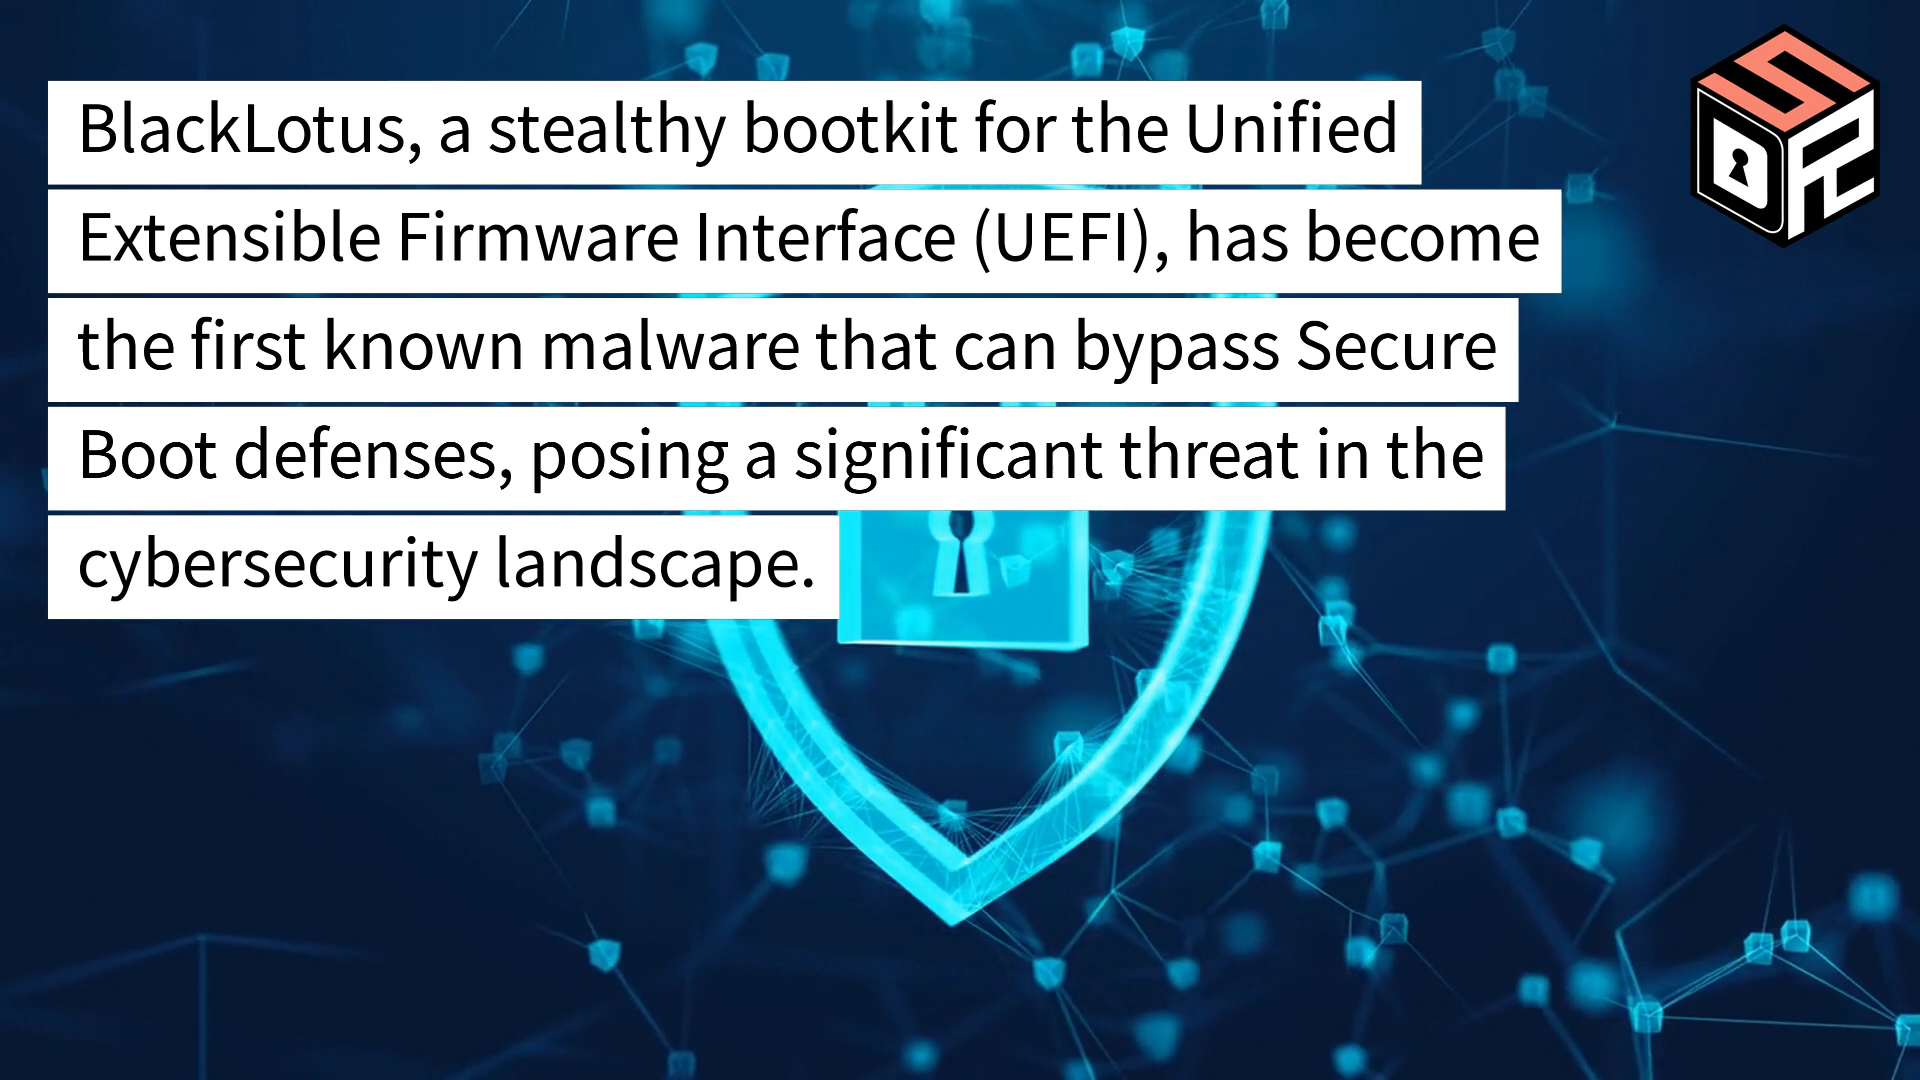 BlackLotus, a stealthy bootkit for the Unified
Extensible Firmware Interface (UEFI), has become
the first known malware that can bypass Secure
Boot defenses, posing a significant threat in the
cybersecurity landscape.